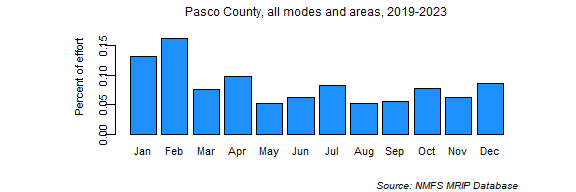 Pasco County, all modes and areas, 2019-2023
Percent of effort
0.15
0.10
0.05
0.00
Jan Feb Mar Apr May Jun Jul Aug Sep Oct Nov Dec
Source: NMFS MRIP Database